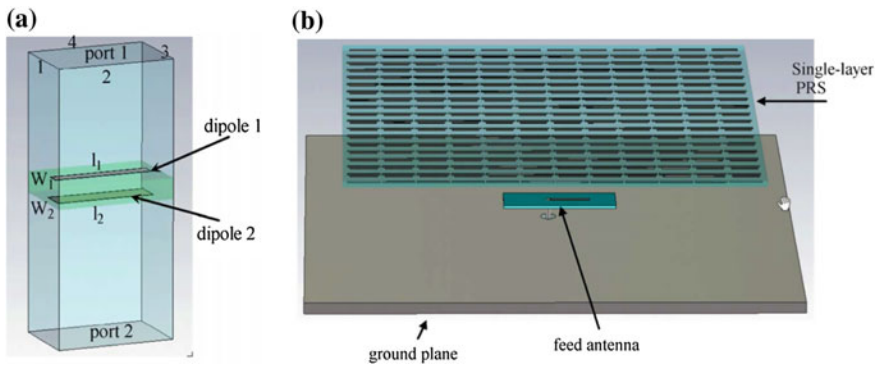 (a)
4
port 1
3
1
2
dipole 1
l1
W1
W2
l2
dipole 2
port 2
(b)
Single-layer
PRS
ground plane
feed antenna